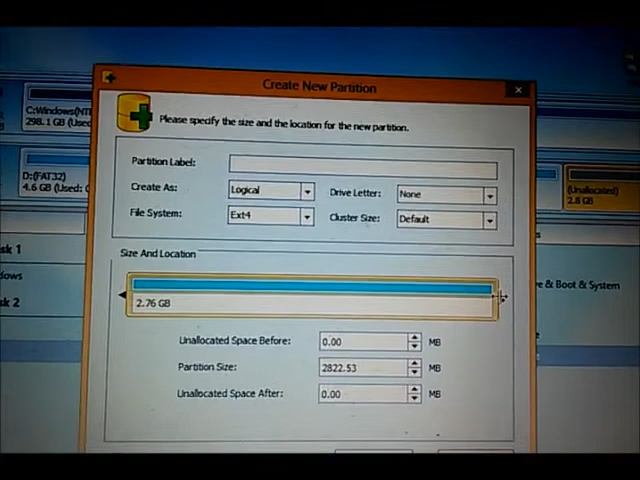 Create New Partition
Please specify the size and the location for the new partition.
Partition Label:
Create As: Logical Drive Letter: None
File System: Ext4 Cluster Size: Default
Size And Location
2.76 GB
Unallocated Space Before: 0.00 MB
Partition Size: 2822.53 MB
Unallocated Space After: 0.00 MB
C:Windows(NT
298.1 GB (Used:
D:(FAT32)
4.6 GB (Used:
(Unallocated)
2.8 GB
sk 1
dows
sk 2
e & Boot & System